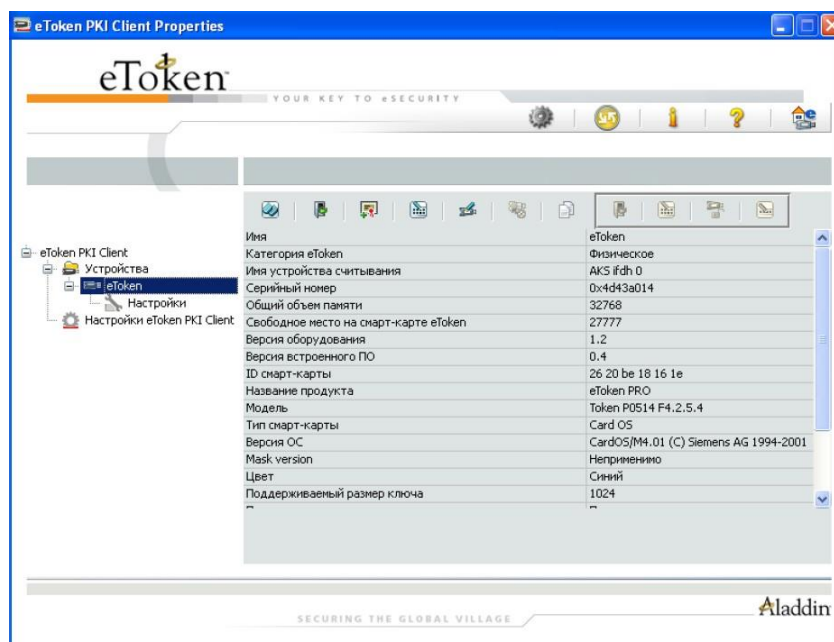 eToken PKI Client Properties
eToken
YOUR KEY TO eSECURITY
eToken PKI Client
Устройства
eToken
Настройки
Настройки eToken PKI Client
Имя eToken
Категория eToken Физическое
Имя устройства считывания AKS ifdh 0
Серийный номер 0x4d43a014
Общий объем памяти 32768
Свободное место на смарт-карте eToken 27777
Версия оборудования 1.2
Версия встроенного ПО 0.4
ID смарт-карты 26 20 be 18 16 1e
Название продукта eToken PRO
Модель Token P0514 F4.2.5.4
Тип смарт-карты Card OS
Версия ОС CardOS/M4.01 (C) Siemens AG 1994-2001
Mask version Неприменимо
Цвет Синий
Поддерживаемый размер ключа 1024
SECURING THE GLOBAL VILLAGE
Aladdin